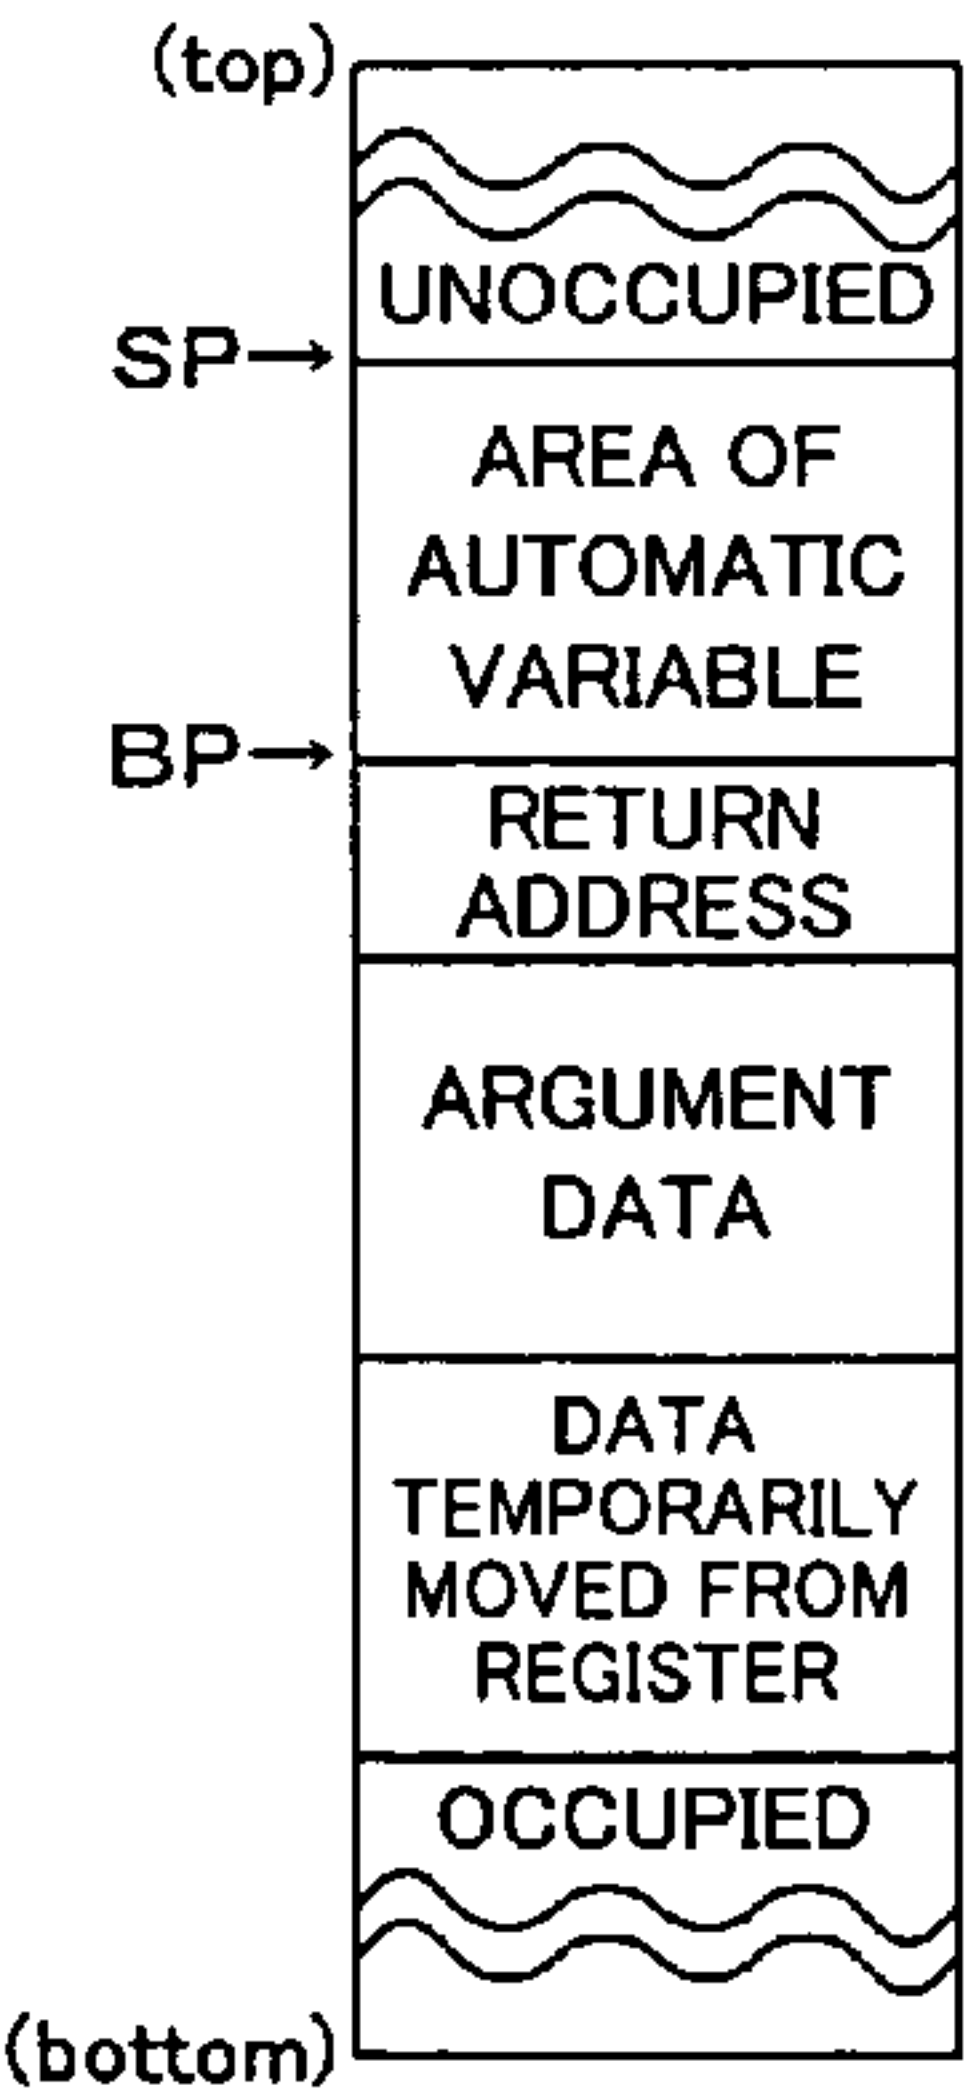 (top)
UNOCCUPIED
SP→
AREA OF
AUTOMATIC
VARIABLE
BP→
RETURN
ADDRESS
ARGUMENT
DATA
DATA
TEMPORARILY
MOVED FROM
REGISTER
OCCUPIED
(bottom)